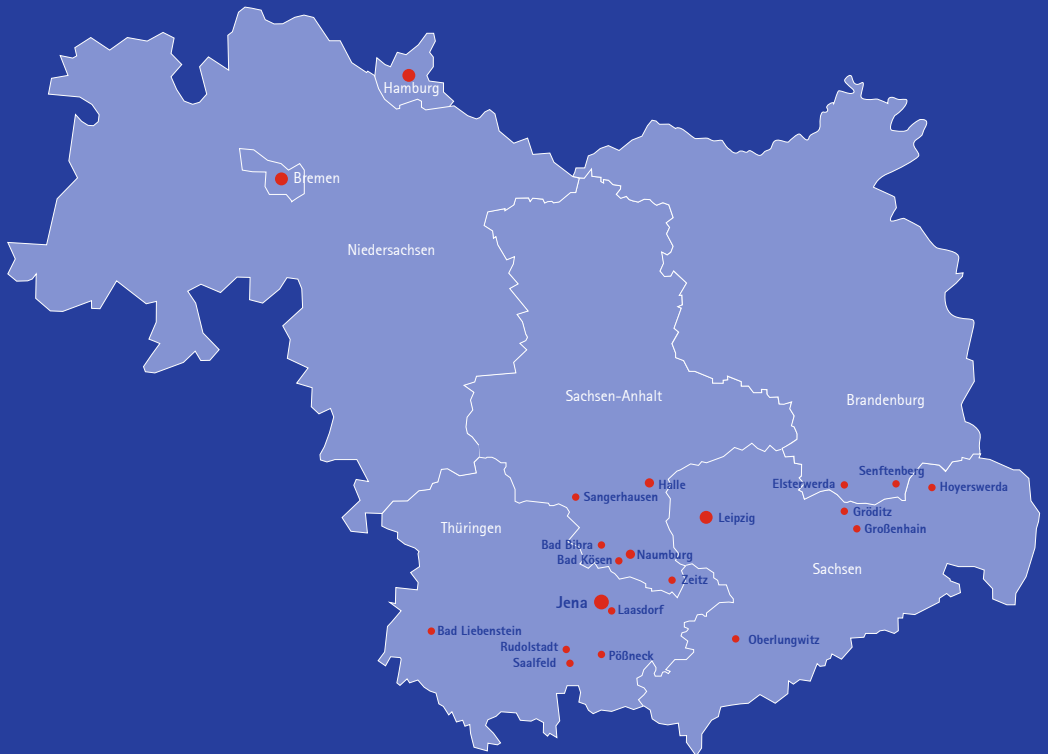 Hamburg
Bremen
Niedersachsen
Sachsen-Anhalt
Brandenburg
Senftenberg
Halle
Elsterwerda
Hoyerswerda
Sangerhausen
Gröditz
Leipzig
Thüringen
Großenhain
Bad Bibra
Naumburg
Bad Kösen
Sachsen
Zeitz
Jena
Laasdorf
Bad Liebenstein
Oberlungwitz
Rudolstadt
Pößneck
Saalfeld